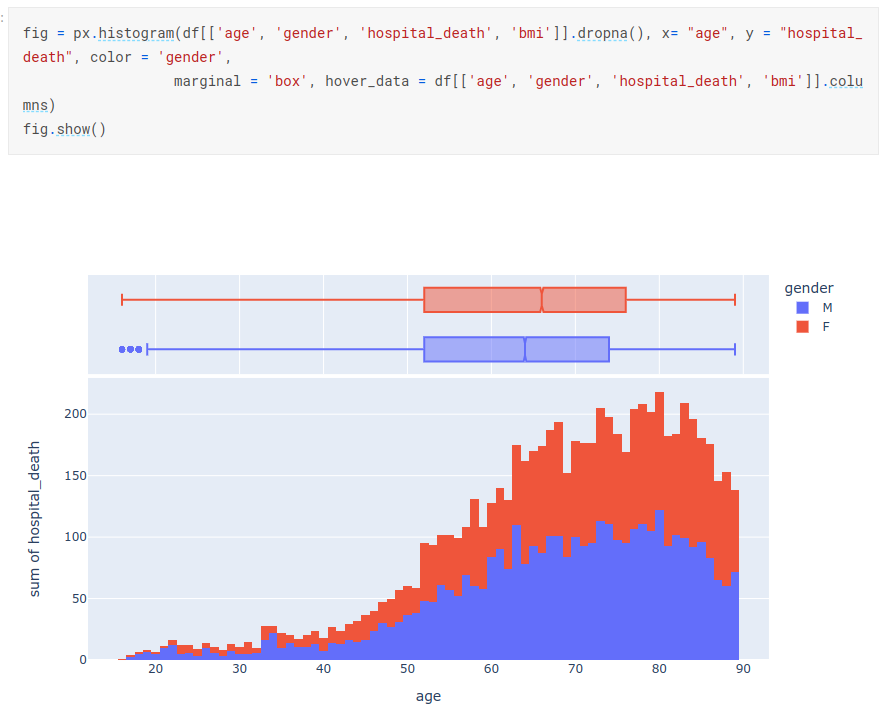 :
fig = px.histogram(df[['age', 'gender', 'hospital_death', 'bmi']].dropna(), x= "age", y = "hospital_
death", color = 'gender',
marginal = 'box', hover_data = df[['age', 'gender', 'hospital_death', 'bmi']].colu
mns)
fig.show()
gender
M
F
200
150
100
50
0
sum of hospital_death
20 30 40 50 60 70 80 90
age